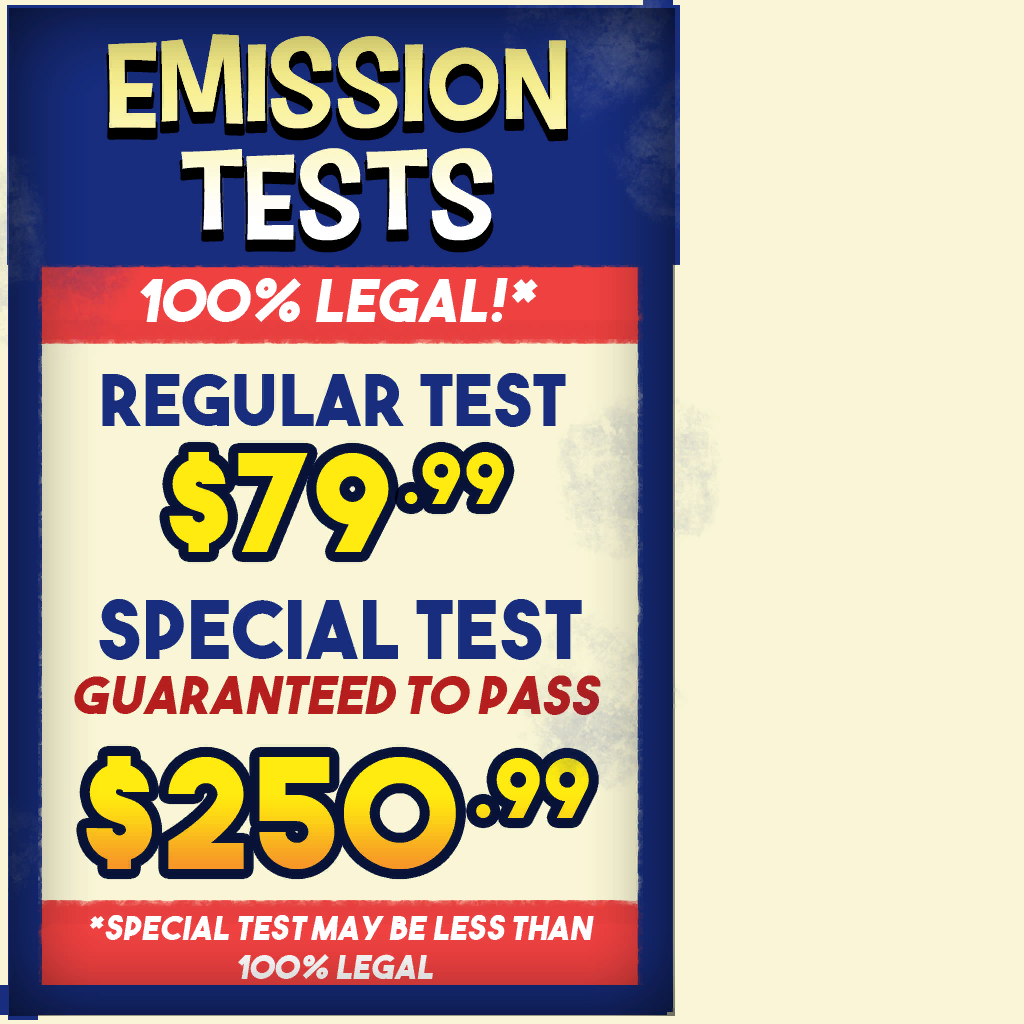 EMISSION
TESTS
100% LEGAL!*
REGULAR TEST
$79.99
SPECIAL TEST
GUARANTEED TO PASS
$250.99
*SPECIAL TEST MAY BE LESS THAN
100% LEGAL